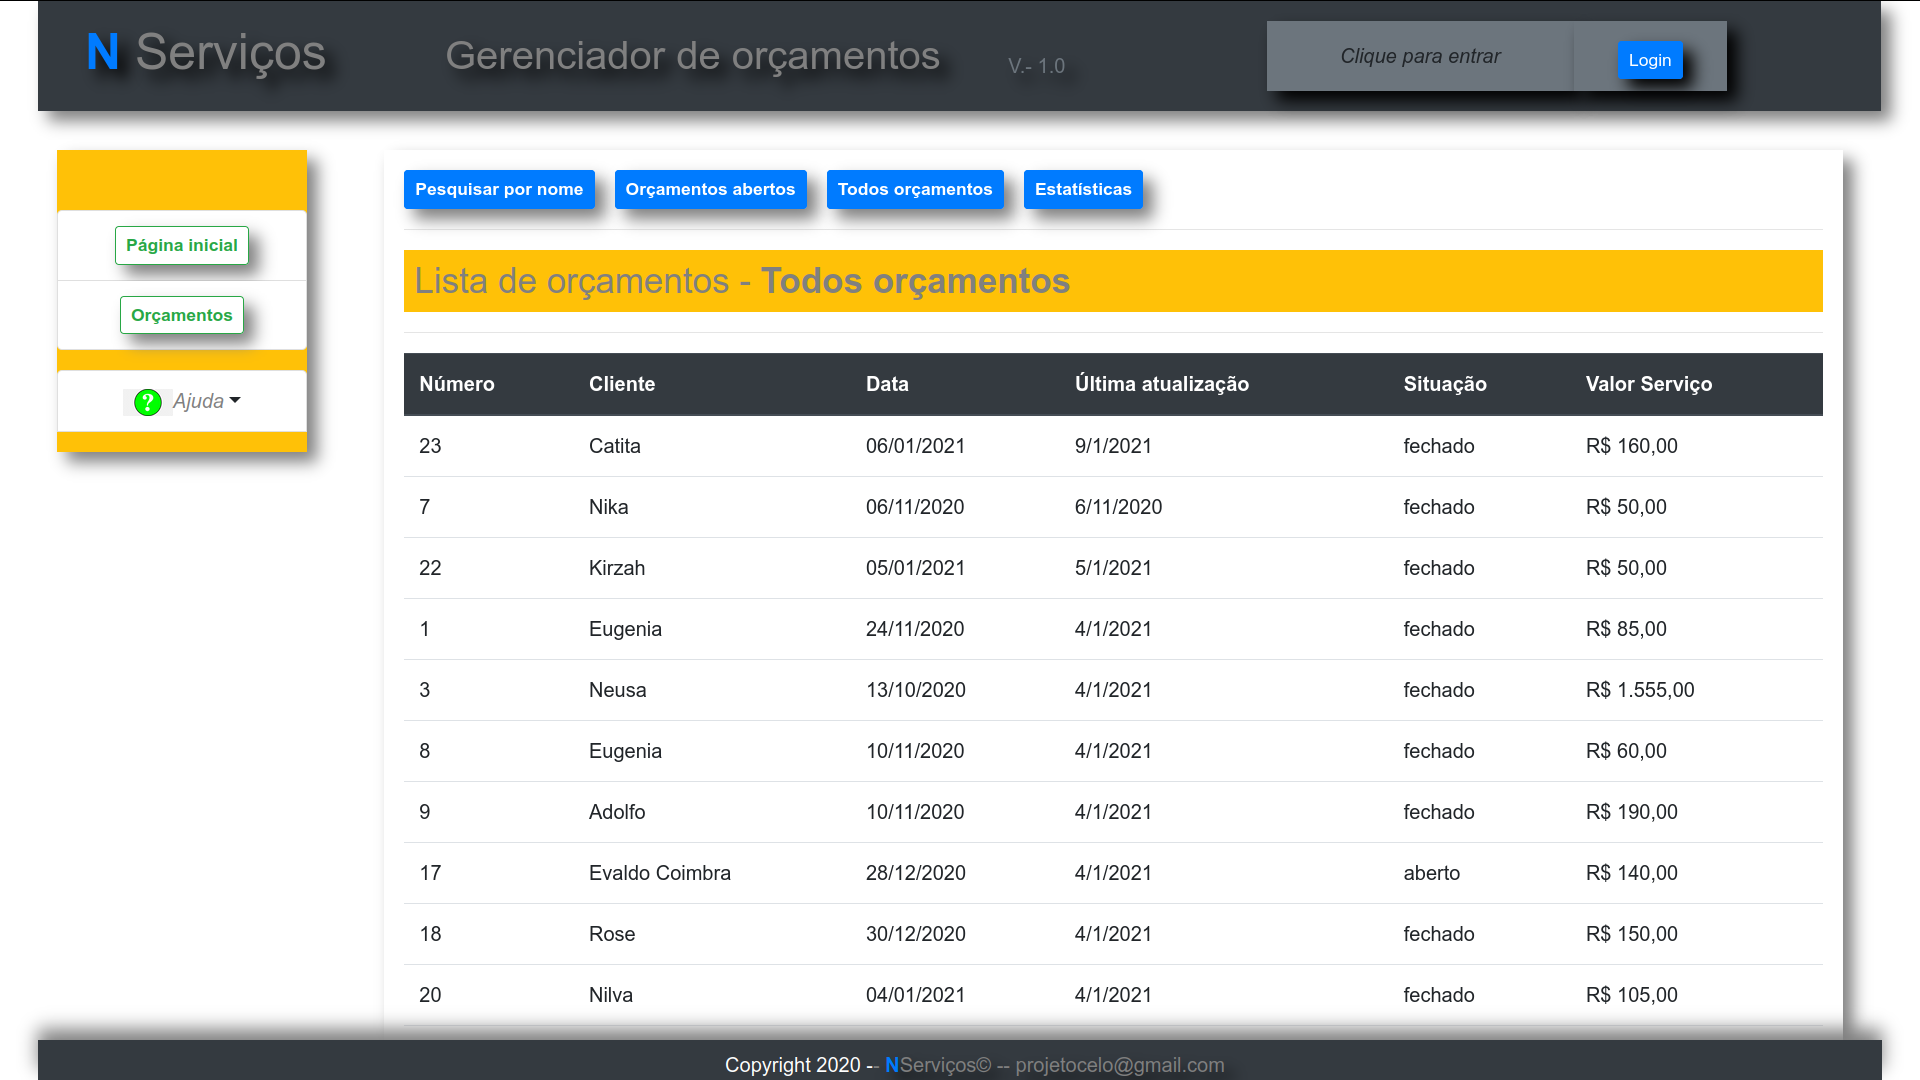 N Serviços Gerenciador de orçamentos V.- 1.0 Clique para entrar Login
Pesquisar por nome Orçamentos abertos Todos orçamentos Estatísticas
Página inicial
Orçamentos
? Ajuda
Lista de orçamentos - Todos orçamentos
Número Cliente Data Última atualização Situação Valor Serviço
23 Catita 06/01/2021 9/1/2021 fechado R$ 160,00
7 Nika 06/11/2020 6/11/2020 fechado R$ 50,00
22 Kirzah 05/01/2021 5/1/2021 fechado R$ 50,00
1 Eugenia 24/11/2020 4/1/2021 fechado R$ 85,00
3 Neusa 13/10/2020 4/1/2021 fechado R$ 1.555,00
8 Eugenia 10/11/2020 4/1/2021 fechado R$ 60,00
9 Adolfo 10/11/2020 4/1/2021 fechado R$ 190,00
17 Evaldo Coimbra 28/12/2020 4/1/2021 aberto R$ 140,00
18 Rose 30/12/2020 4/1/2021 fechado R$ 150,00
20 Nilva 04/01/2021 4/1/2021 fechado R$ 105,00
Copyright 2020 -- NServiços© -- projetocelo@gmail.com